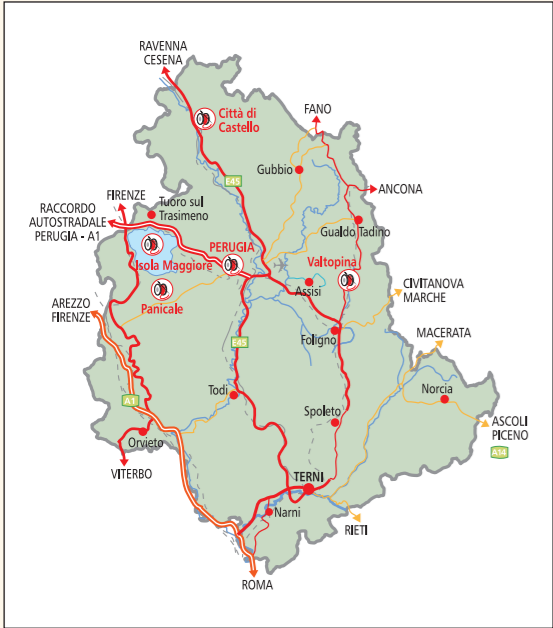 RAVENNA
CESENA
Città di
Castello
FANO
Gubbio
E45
ANCONA
FIRENZE
Tuoro sul
Trasimeno
RACCORDO
AUTOSTRADALE
PERUGIA - A1
Gualdo Tadino
PERUGIA
Valtopina
Isola Maggiore
Assisi
CIVITANOVA
MARCHE
Panicale
AREZZO
FIRENZE
Foligno
MACERATA
E45
Todi
Norcia
A1
Spoleto
ASCOLI
PICENO
A14
Orvieto
VITERBO
TERNI
Narni
RIETI
ROMA